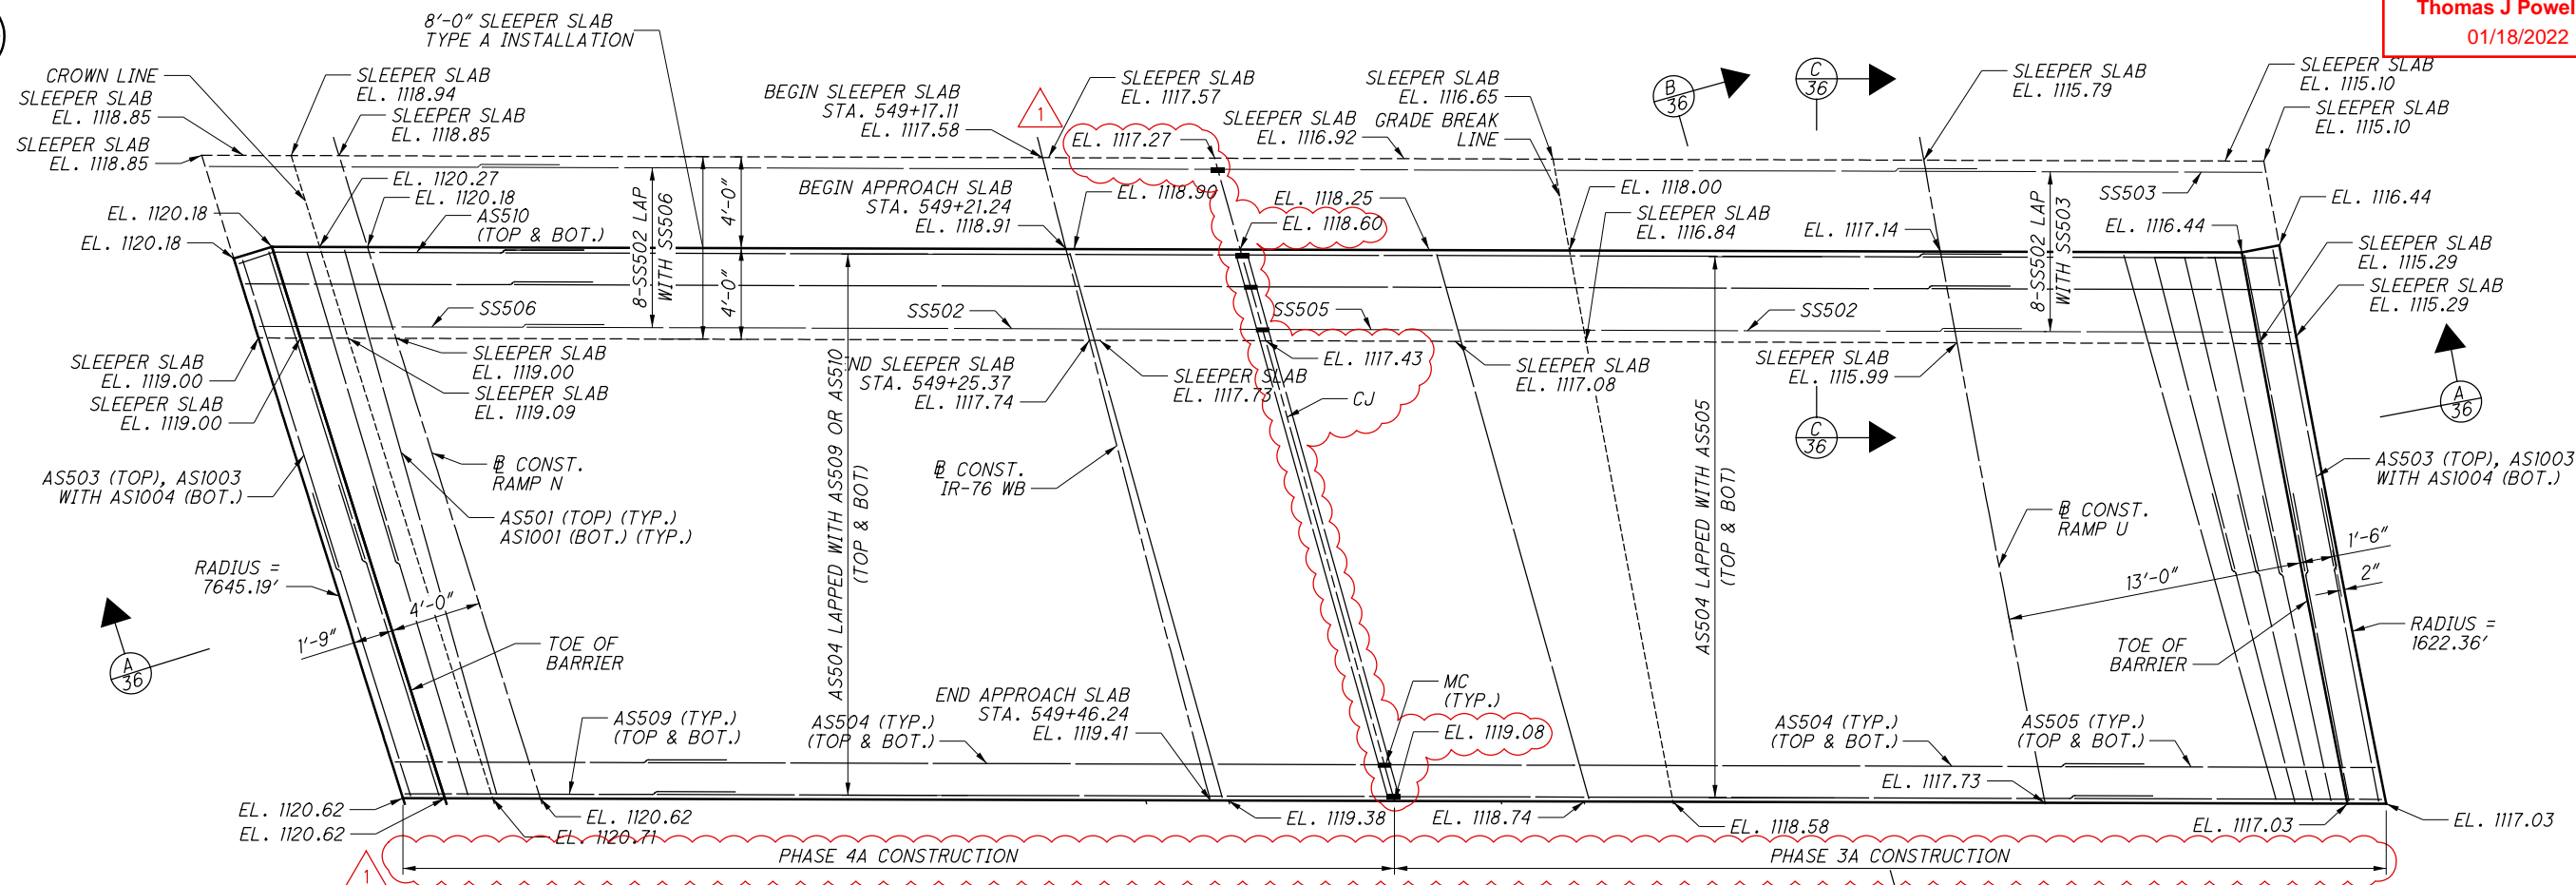 Thomas J Powel
01/18/2022
8'-0" SLEEPER SLAB
TYPE A INSTALLATION
CROWN LINE
SLEEPER SLAB
EL. 1118.85
SLEEPER SLAB
EL. 1118.85
SLEEPER SLAB
EL. 1118.94
SLEEPER SLAB
EL. 1118.85
BEGIN SLEEPER SLAB
STA. 549+17.11
EL. 1117.58
1
SLEEPER SLAB
EL. 1117.57
EL. 1117.27
SLEEPER SLAB
EL. 1116.65
SLEEPER SLAB
EL. 1116.92
GRADE BREAK
LINE
B
36
C
36
SLEEPER SLAB
EL. 1115.79
SLEEPER SLAB
EL. 1115.10
SLEEPER SLAB
EL. 1115.10
EL. 1120.27
EL. 1120.18
EL. 1120.18
EL. 1120.18
AS510
(TOP & BOT.)
8-SS502 LAP
WITH SS506
4'-0"
4'-0"
BEGIN APPROACH SLAB
STA. 549+21.24
EL. 1118.91
EL. 1118.90
EL. 1118.25
EL. 1118.60
EL. 1118.00
SLEEPER SLAB
EL. 1116.84
EL. 1117.14
SS503
8-SS502 LAP
WITH SS503
EL. 1116.44
EL. 1116.44
SLEEPER SLAB
EL. 1115.29
SLEEPER SLAB
EL. 1115.29
SS506
SS502
SS505
SS502
SLEEPER SLAB
EL. 1119.00
SLEEPER SLAB
EL. 1119.00
SLEEPER SLAB
EL. 1119.00
SLEEPER SLAB
EL. 1119.09
END SLEEPER SLAB
STA. 549+25.37
EL. 1117.74
SLEEPER SLAB
EL. 1117.73
EL. 1117.43
CJ
SLEEPER SLAB
EL. 1117.08
SLEEPER SLAB
EL. 1115.99
C
36
A
36
AS503 (TOP), AS1003
WITH AS1004 (BOT.)
BL CONST.
RAMP N
AS501 (TOP) (TYP.)
AS1001 (BOT.) (TYP.)
AS504 LAPPED WITH AS509 OR AS510
(TOP & BOT)
BL CONST.
IR-76 WB
AS504 LAPPED WITH AS505
(TOP & BOT)
BL CONST.
RAMP U
AS503 (TOP), AS1003
WITH AS1004 (BOT.)
RADIUS =
7645.19'
4'-0"
1'-9"
A
36
TOE OF
BARRIER
13'-0"
1'-6"
2"
RADIUS =
1622.36'
TOE OF
BARRIER
AS509 (TYP.)
(TOP & BOT.)
AS504 (TYP.)
(TOP & BOT.)
END APPROACH SLAB
STA. 549+46.24
EL. 1119.41
MC
(TYP.)
EL. 1119.08
AS504 (TYP.)
(TOP & BOT.)
AS505 (TYP.)
(TOP & BOT.)
EL. 1117.73
EL. 1120.62
EL. 1120.62
EL. 1120.62
EL. 1120.71
EL. 1119.38
EL. 1118.74
EL. 1118.58
EL. 1117.03
EL. 1117.03
PHASE 4A CONSTRUCTION
PHASE 3A CONSTRUCTION
1